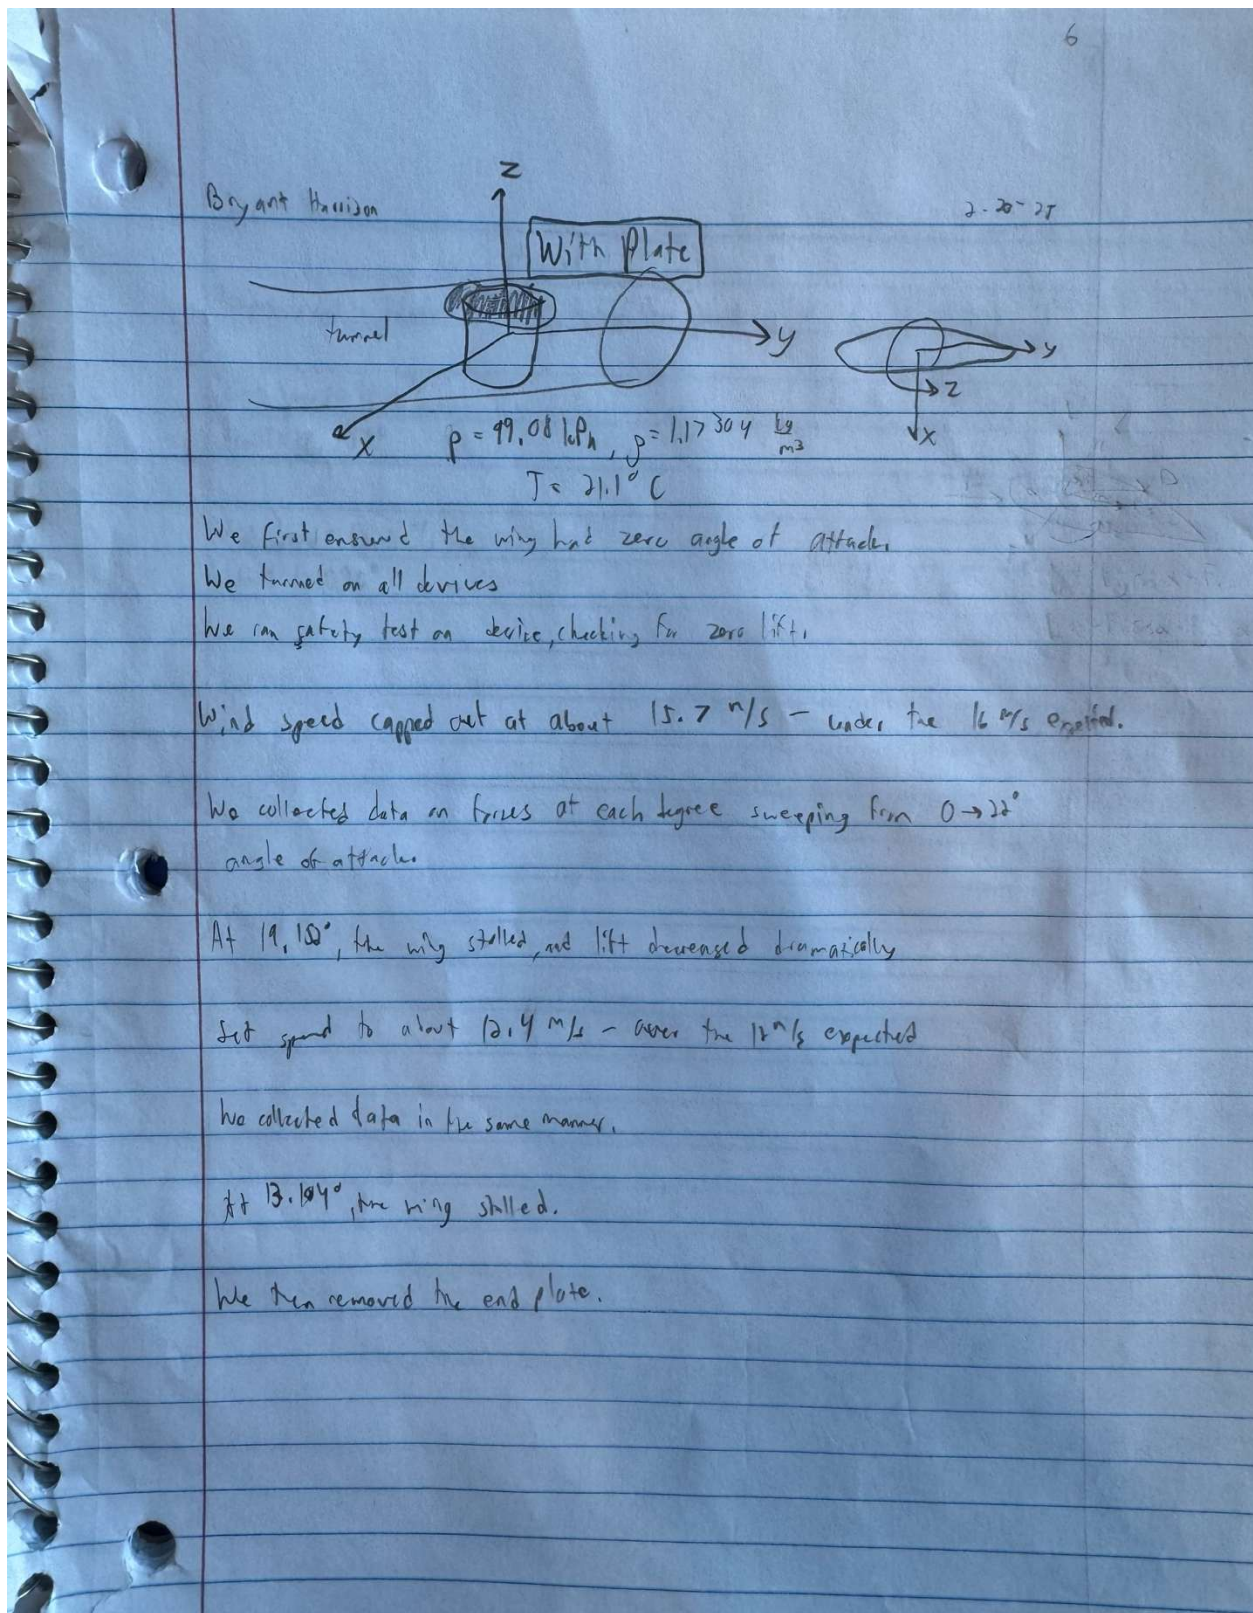 6
Bryant Harrison
2-20-25
z
With Plate
tunnel
y
x
y
z
x
P = 99.08 kPa, ρ = 1.17304 kg/m3
T = 21.1° C
We first ensured the wing had zero angle of attack.
We turned on all devices
We ran safety test on device, checking for zero lift.
Wind speed capped out at about 15.7 m/s - under the 16 m/s expected.
We collected data on forces at each degree sweeping from 0 → 22°
angle of attack.
At 19. °, the wing stalled, and lift decreased dramatically
Set speed to about 12.4 m/s - over the 12 m/s expected
We collected data in the same manner.
At 13. °, the wing stalled.
We then removed the end plate.